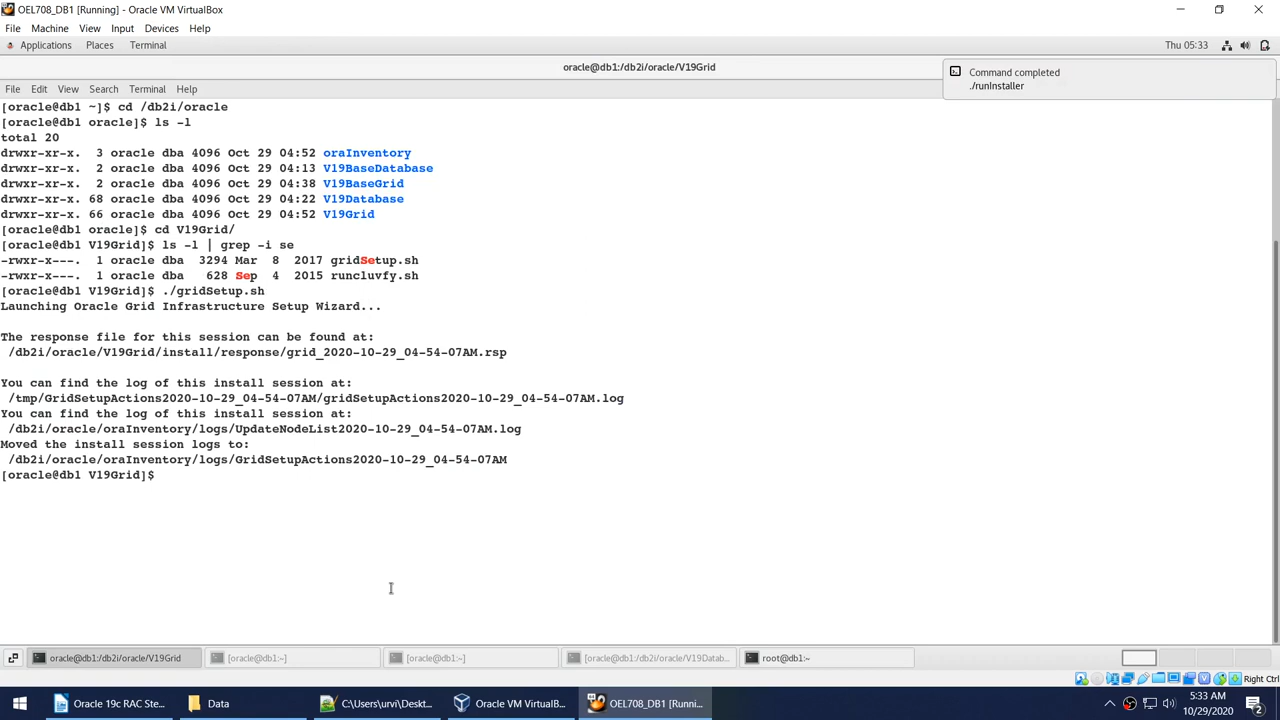 OEL708_DB1 [Running] - Oracle VM VirtualBox
File Machine View Input Devices Help
Applications Places Terminal Thu 05:33
oracle@db1:/db2i/oracle/V19Grid
Command completed
./runInstaller
File Edit View Search Terminal Help
[oracle@db1 ~]$ cd /db2i/oracle
[oracle@db1 oracle]$ ls -l
total 20
drwxr-xr-x. 3 oracle dba 4096 Oct 29 04:52 oraInventory
drwxr-xr-x. 2 oracle dba 4096 Oct 29 04:13 V19BaseDatabase
drwxr-xr-x. 2 oracle dba 4096 Oct 29 04:38 V19BaseGrid
drwxr-xr-x. 68 oracle dba 4096 Oct 29 04:22 V19Database
drwxr-xr-x. 66 oracle dba 4096 Oct 29 04:52 V19Grid
[oracle@db1 oracle]$ cd V19Grid/
[oracle@db1 V19Grid]$ ls -l | grep -i se
-rwxr-x---. 1 oracle dba 3294 Mar 8 2017 gridSetup.sh
-rwxr-x---. 1 oracle dba 628 Sep 4 2015 runcluvfy.sh
[oracle@db1 V19Grid]$ ./gridSetup.sh
Launching Oracle Grid Infrastructure Setup Wizard...
The response file for this session can be found at:
/db2i/oracle/V19Grid/install/response/grid_2020-10-29_04-54-07AM.rsp
You can find the log of this install session at:
/tmp/GridSetupActions2020-10-29_04-54-07AM/gridSetupActions2020-10-29_04-54-07AM.log
You can find the log of this install session at:
/db2i/oracle/oraInventory/logs/UpdateNodeList2020-10-29_04-54-07AM.log
Moved the install session logs to:
/db2i/oracle/oraInventory/logs/GridSetupActions2020-10-29_04-54-07AM
[oracle@db1 V19Grid]$
oracle@db1:/db2i/oracle/V19Grid [oracle@db1:~] [oracle@db1:~] [oracle@db1:/db2i/oracle/V19Datab... root@db1:~
Right Ctrl
Oracle 19c RAC Ste... Data C:\Users\urvi\Deskt... Oracle VM VirtualB... OEL708_DB1 [Runni... 5:33 AM
10/29/2020 2